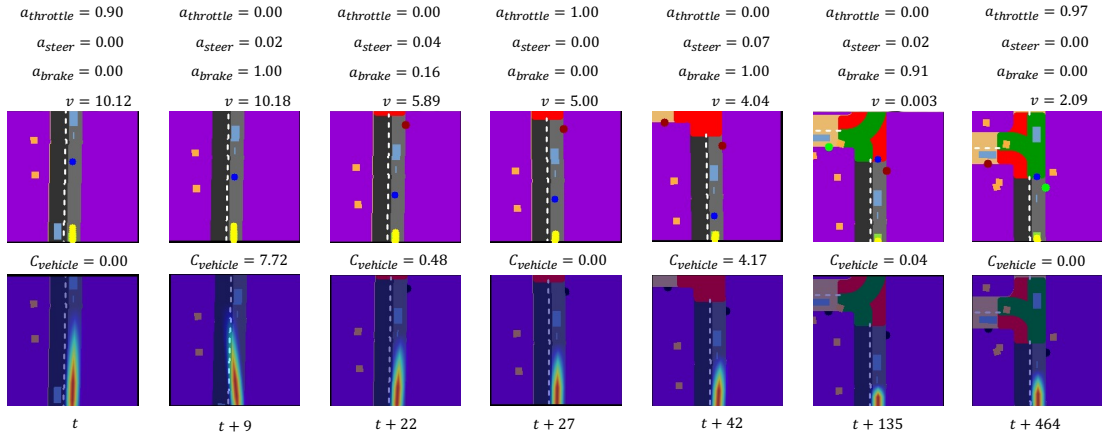 a_throttle = 0.90 a_throttle = 0.00 a_throttle = 0.00 a_throttle = 1.00 a_throttle = 0.00 a_throttle = 0.00 a_throttle = 0.97
a_steer = 0.00 a_steer = 0.02 a_steer = 0.04 a_steer = 0.00 a_steer = 0.07 a_steer = 0.02 a_steer = 0.00
a_brake = 0.00 a_brake = 1.00 a_brake = 0.16 a_brake = 0.00 a_brake = 1.00 a_brake = 0.91 a_brake = 0.00
v = 10.12 v = 10.18 v = 5.89 v = 5.00 v = 4.04 v = 0.003 v = 2.09
C_vehicle = 0.00 C_vehicle = 7.72 C_vehicle = 0.48 C_vehicle = 0.00 C_vehicle = 4.17 C_vehicle = 0.04 C_vehicle = 0.00
t t + 9 t + 22 t + 27 t + 42 t + 135 t + 464